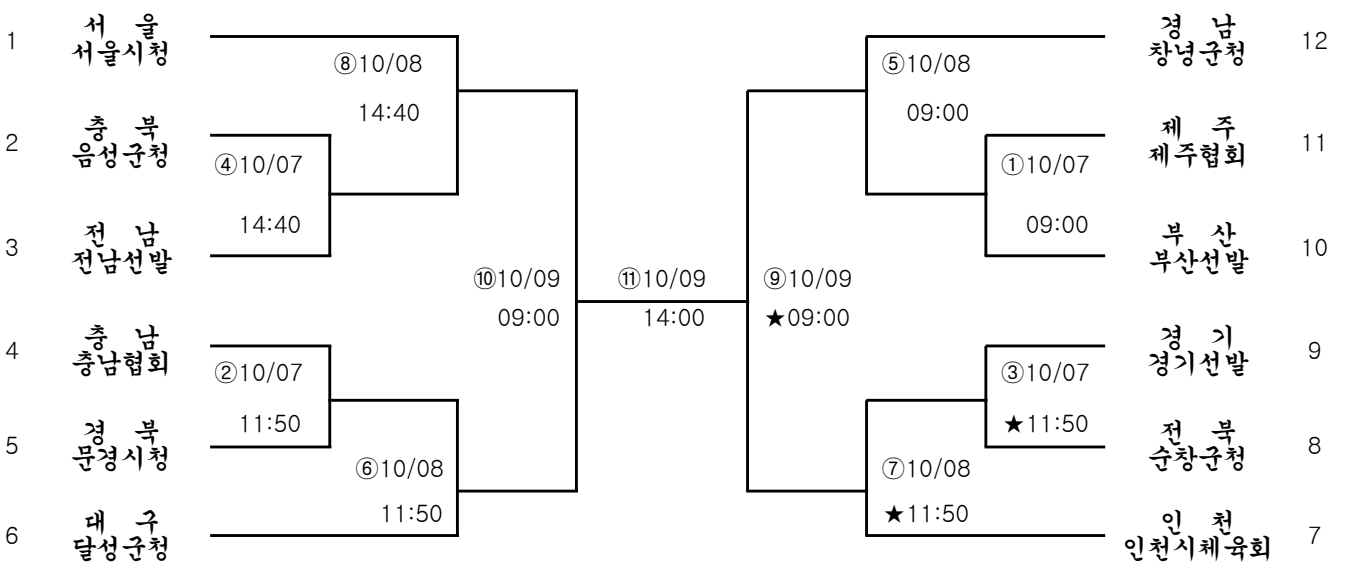 1
서 울
서울시청
2
충 북
음성군청
3
전 남
전남선발
4
충 남
충남협회
5
경 북
문경시청
6
대 구
달성군청
⑧10/08
14:40
④10/07
14:40
②10/07
11:50
⑥10/08
11:50
⑩10/09
09:00
⑪10/09
14:00
⑨10/09
★09:00
⑤10/08
09:00
①10/07
09:00
③10/07
★11:50
⑦10/08
★11:50
경 남
창녕군청
12
제 주
제주협회
11
부 산
부산선발
10
경 기
경기선발
9
전 북
순창군청
8
인 천
인천시체육회
7